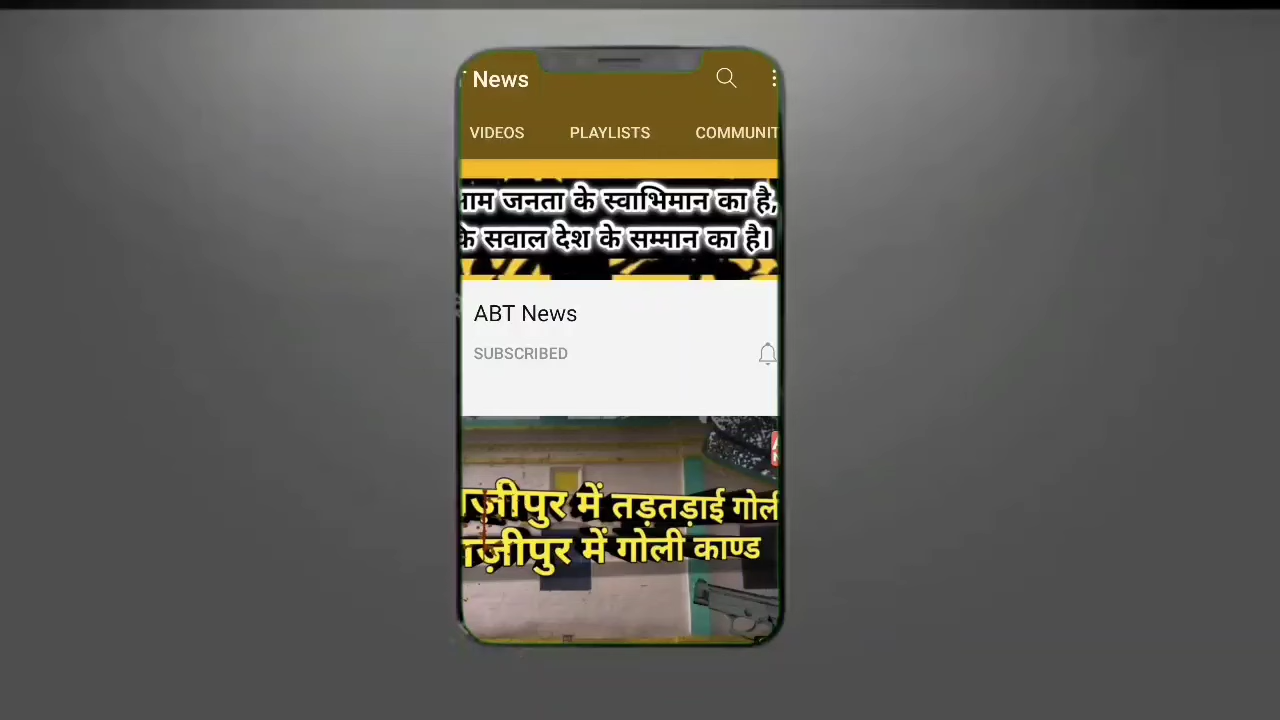 News
VIDEOS PLAYLISTS COMMUNIT
जनता के स्वाभिमान का है,
सवाल देश के सम्मान का है।
ABT News
SUBSCRIBED
में तड़तड़ाई
में गोली काण्ड